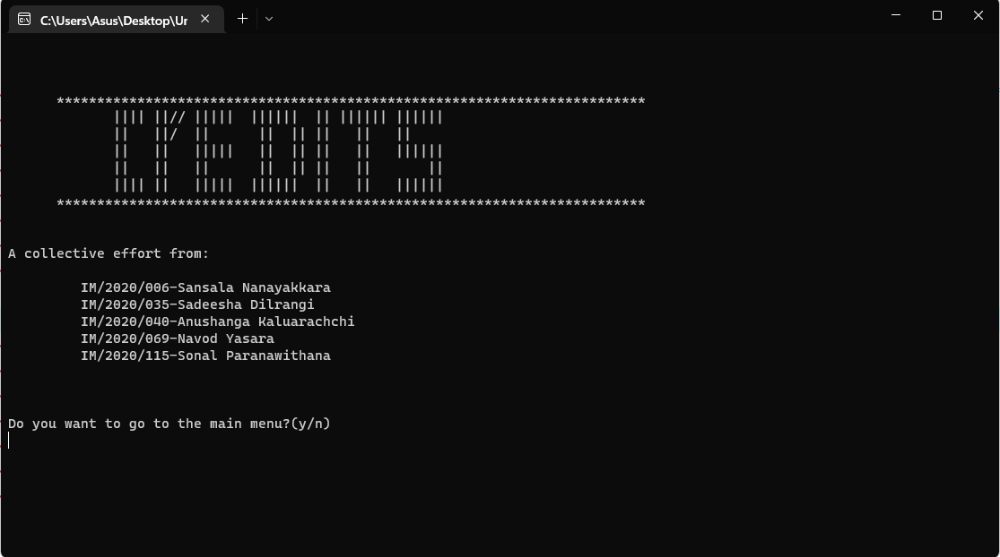 C:\Users\Asus\Desktop\Ur
*************************************************************************
CREDITS
*************************************************************************
A collective effort from:
IM/2020/006-Sansala Nanayakkara
IM/2020/035-Sadeesha Dilrangi
IM/2020/040-Anushanga Kaluarachchi
IM/2020/069-Navod Yasara
IM/2020/115-Sonal Paranawithana
Do you want to go to the main menu?(y/n)